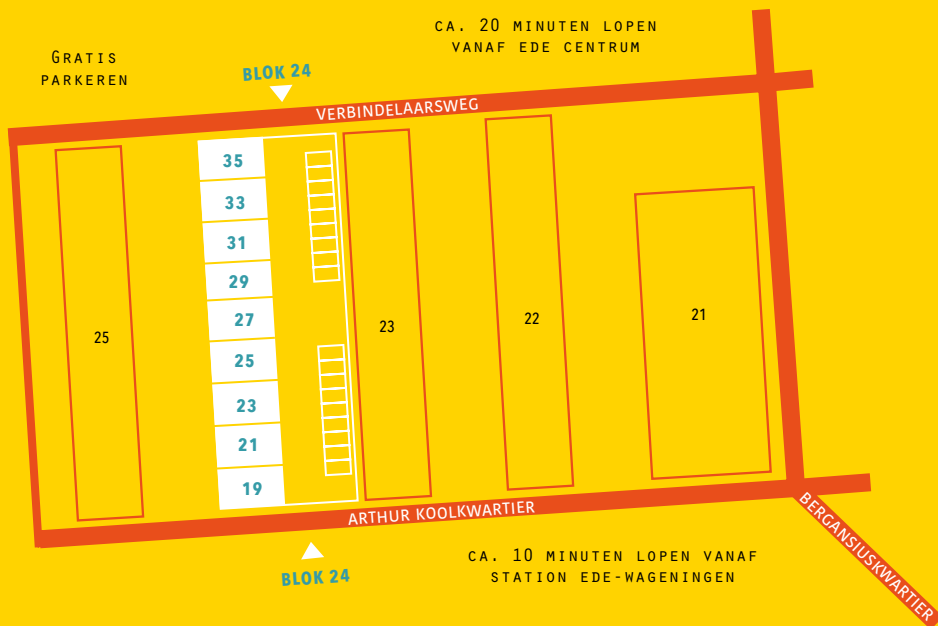 CA. 20 MINUTEN LOPEN
VANAF EDE CENTRUM
GRATIS
PARKEREN
BLOK 24
VERBINDELAARSWEG
35
33
31
29
27
25
23
21
19
25
23
22
21
ARTHUR KOOLKWARTIER
BERGANSIUSKWARTIER
BLOK 24
CA. 10 MINUTEN LOPEN VANAF
STATION EDE-WAGENINGEN